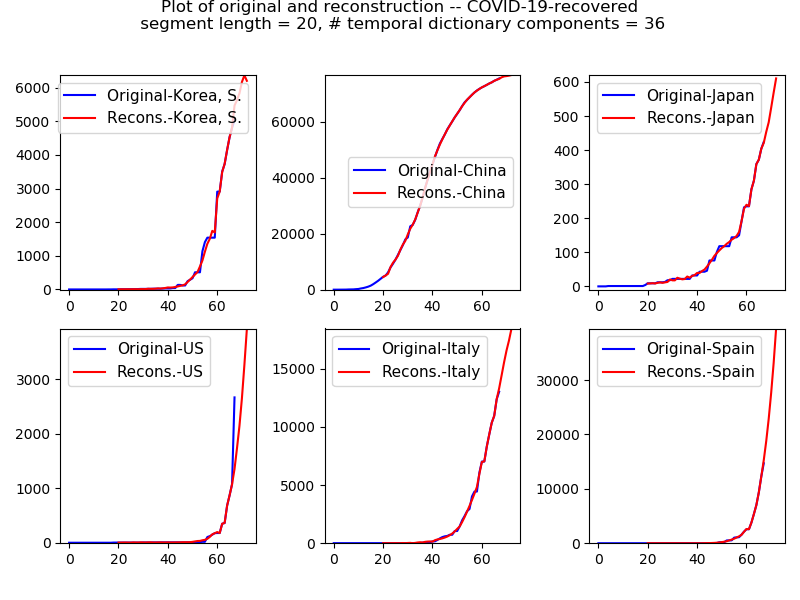 Plot of original and reconstruction -- COVID-19-recovered
segment length = 20, # temporal dictionary components = 36
6000
5000
4000
3000
2000
1000
0
Original-Korea, S.
Recons.-Korea, S.
0 20 40 60
60000
40000
20000
0
Original-China
Recons.-China
0 20 40 60
600
500
400
300
200
100
0
Original-Japan
Recons.-Japan
0 20 40 60
3000
2000
1000
0
Original-US
Recons.-US
0 20 40 60
15000
10000
5000
0
Original-Italy
Recons.-Italy
0 20 40 60
30000
20000
10000
0
Original-Spain
Recons.-Spain
0 20 40 60